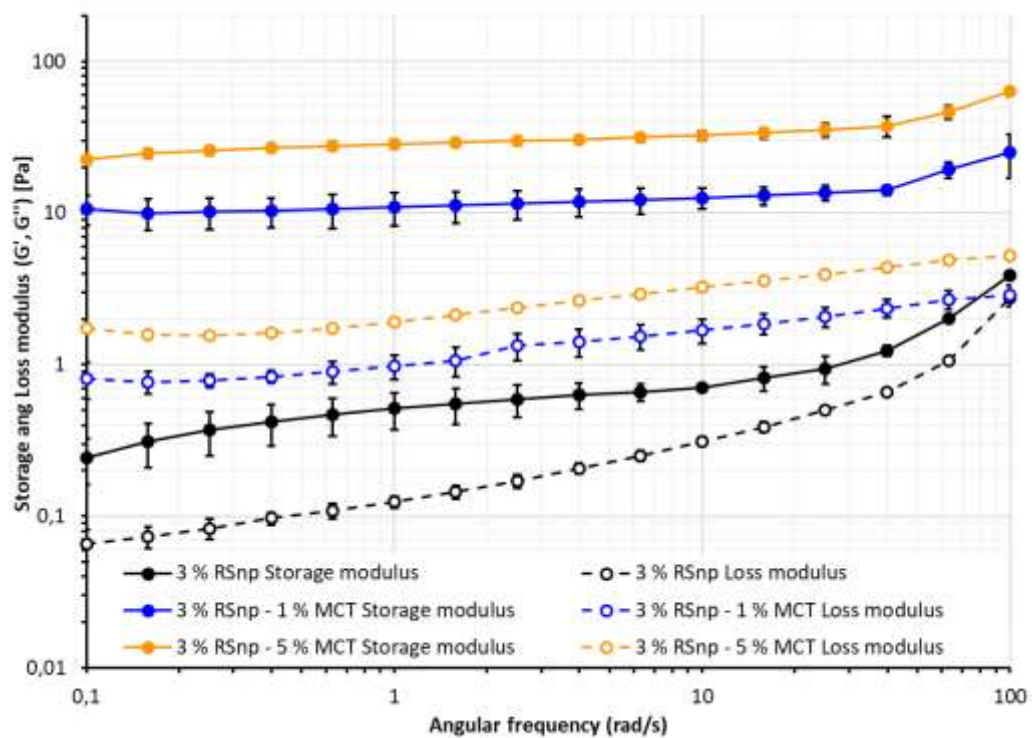 100
10
1
0,1
0,01
Storage ang Loss modulus (G', G'') [Pa]
3 % RSnp Storage modulus
3 % RSnp Loss modulus
3 % RSnp - 1 % MCT Storage modulus
3 % RSnp - 1 % MCT Loss modulus
3 % RSnp - 5 % MCT Storage modulus
3 % RSnp - 5 % MCT Loss modulus
0,1
1
10
100
Angular frequency (rad/s)